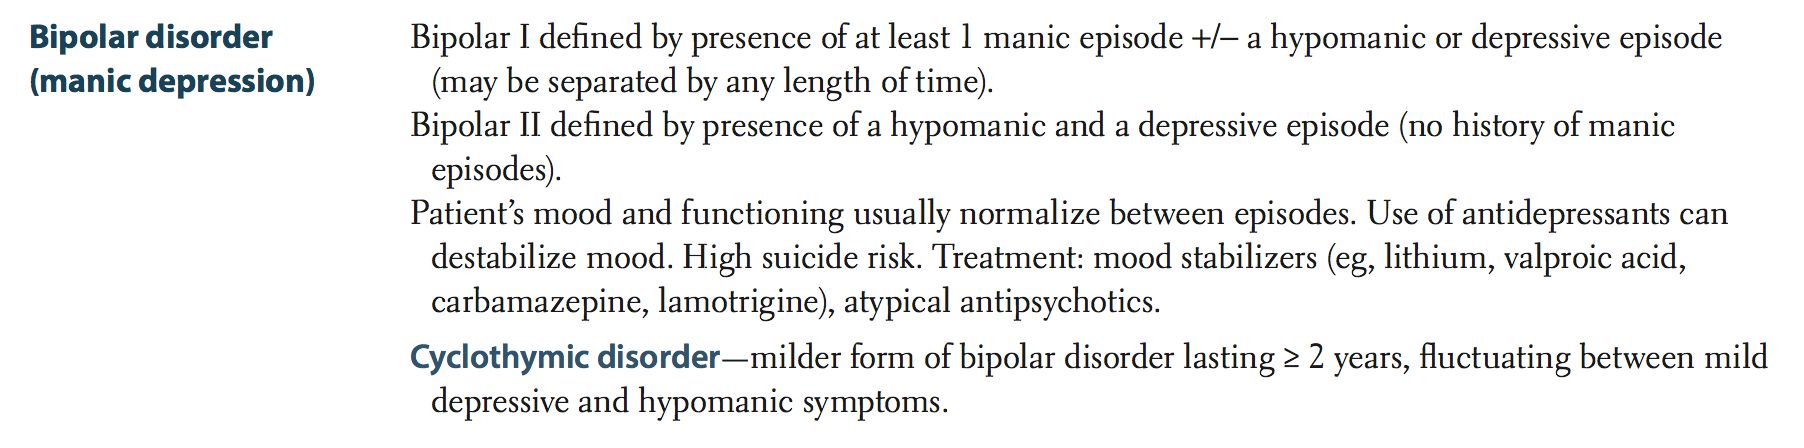 Bipolar disorder
(manic depression)
Bipolar I defined by presence of at least 1 manic episode +/− a hypomanic or depressive episode
(may be separated by any length of time).
Bipolar II defined by presence of a hypomanic and a depressive episode (no history of manic
episodes).
Patient’s mood and functioning usually normalize between episodes. Use of antidepressants can
destabilize mood. High suicide risk. Treatment: mood stabilizers (eg, lithium, valproic acid,
carbamazepine, lamotrigine), atypical antipsychotics.
Cyclothymic disorder—milder form of bipolar disorder lasting ≥ 2 years, fluctuating between mild
depressive and hypomanic symptoms.